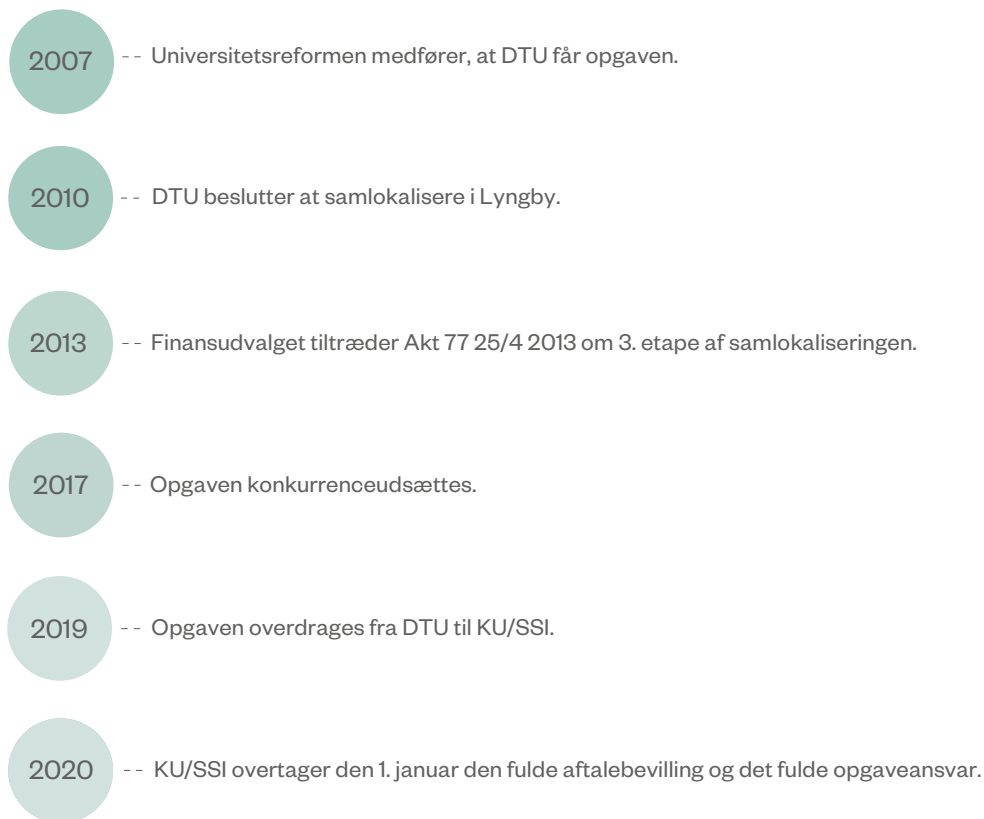 2007 -- Universitetsreformen medfører, at DTU får opgaven.
2010 -- DTU beslutter at samlokalisere i Lyngby.
2013 -- Finansudvalget tiltræder Akt 77 25/4 2013 om 3. etape af samlokaliseringen.
2017 -- Opgaven konkurrenceudsættes.
2019 -- Opgaven overdrages fra DTU til KU/SSI.
2020 -- KU/SSI overtager den 1. januar den fulde aftalebevilling og det fulde opgaveansvar.